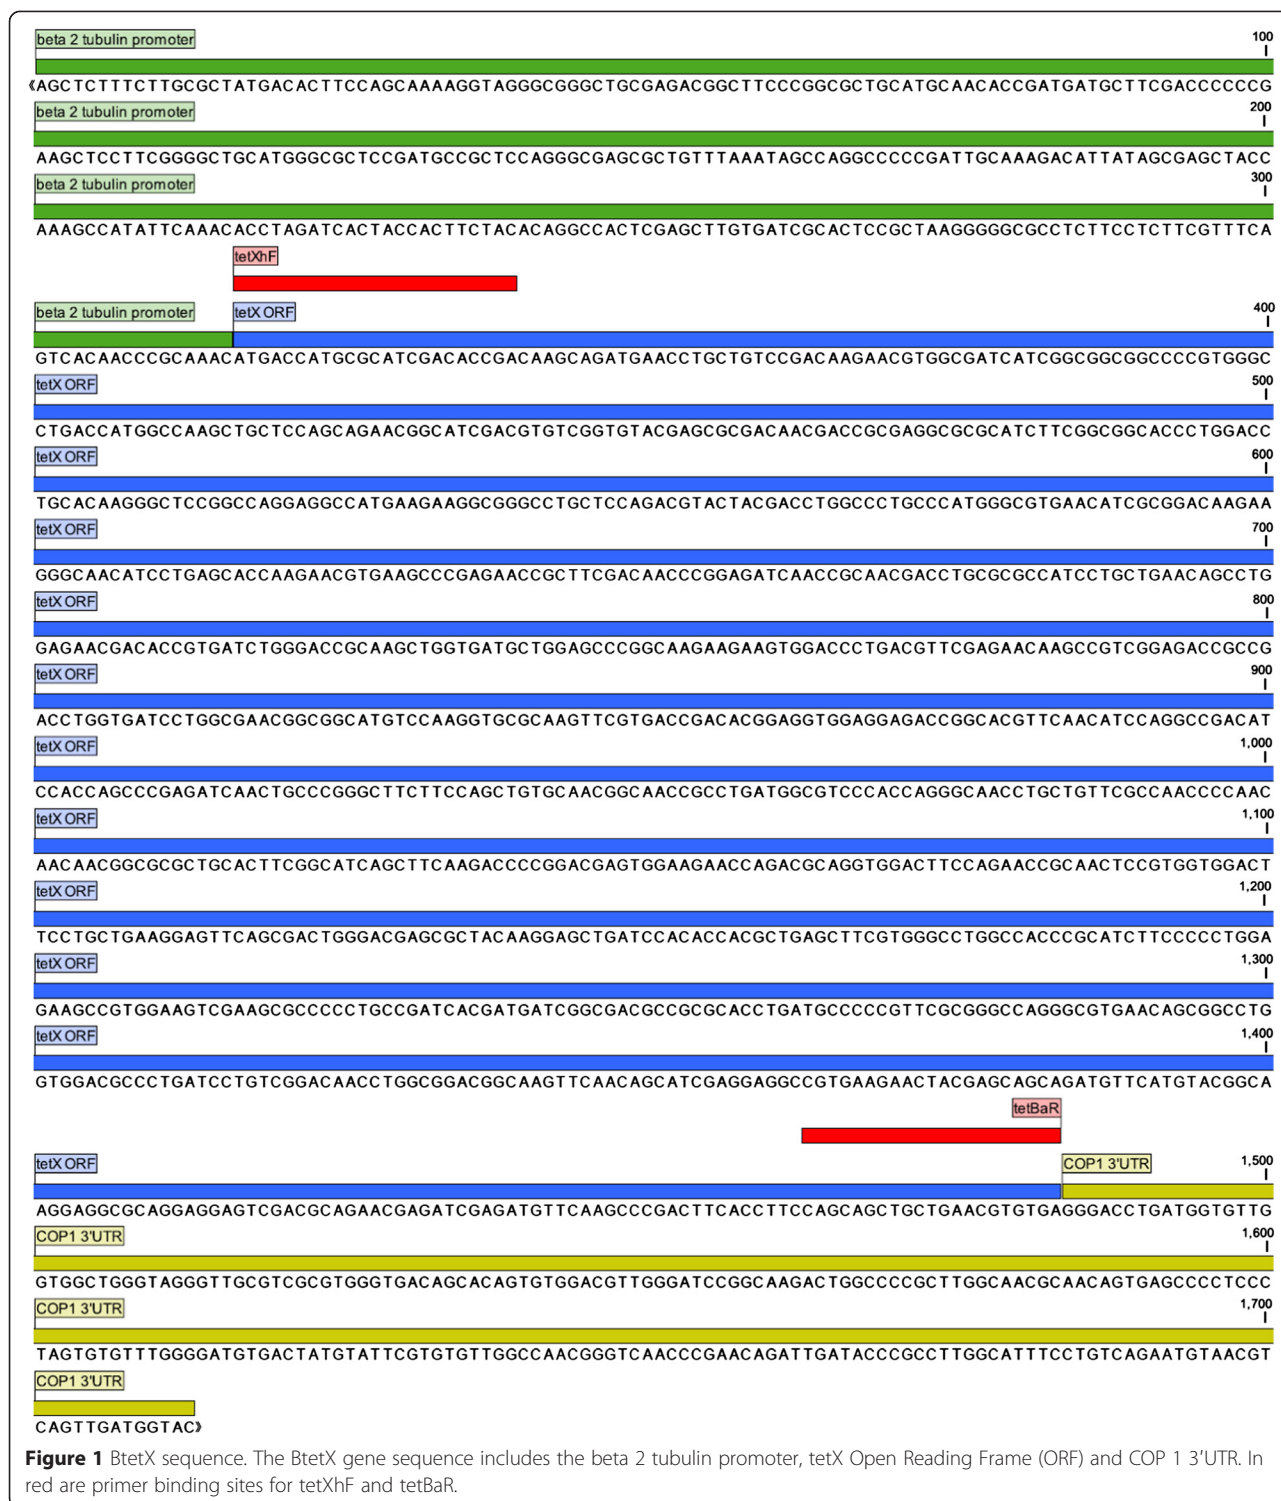 beta 2 tubulin promoter 100
《AGCTCTTTCTTGCGCTATGACACTTCCAGCAAAAGGTAGGGCGGGCTGCGAGACGGCTTCCCGGCGCTGCATGCAACACCGATGATGCTTCGACCCCCCG
beta 2 tubulin promoter 200
AAGCTCCTTCGGGGCTGCATGGGCGCTCCGATGCCGCTCCAGGGCGAGCGCTGTTTAAATAGCCAGGCCCCCGATTGCAAAGACATTATAGCGAGCTACC
beta 2 tubulin promoter 300
AAAGCCATATTCAAACACCTAGATCACTACCACTTCTACACAGGCCACTCGAGCTTGTGATCGCACTCCGCTAAGGGGGCGCCTCTTCCTCTTCGTTTCA
tetXhF
beta 2 tubulin promoter tetX ORF 400
GTCACAACCCGCAAACATGACCATGCGCATCGACACCGACAAGCAGATGAACCTGCTGTCCGACAAGAACGTGGCGATCATCGGCGGCGGCCCCGTGGGC
tetX ORF 500
CTGACCATGGCCAAGCTGCTCCAGCAGAACGGCATCGACGTGTCGGTGTACGAGCGCGACAACGACCGCGAGGCGCGCATCTTCGGCGGCACCCTGGACC
tetX ORF 600
TGCACAAGGGCTCCGGCCAGGAGGCCATGAAGAAGGCGGGCCTGCTCCAGACGTACTACGACCTGGCCCTGCCCATGGGCGTGAACATCGCGGACAAGAA
tetX ORF 700
GGGCAACATCCTGAGCACCAAGAACGTGAAGCCCGAGAACCGCTTCGACAACCCGGAGATCAACCGCAACGACCTGCGCGCCATCCTGCTGAACAGCCTG
tetX ORF 800
GAGAACGACACCGTGATCTGGGACCGCAAGCTGGTGATGCTGGAGCCCGGCAAGAAGAAGTGGACCCTGACGTTCGAGAACAAGCCGTCGGAGACCGCCG
tetX ORF 900
ACCTGGTGATCCTGGCGAACGGCGGCATGTCCAAGGTGCGCAAGTTCGTGACCGACACGGAGGTGGAGGAGACCGGCACGTTCAACATCCAGGCCGACAT
tetX ORF 1,000
CCACCAGCCCGAGATCAACTGCCCGGGCTTCTTCCAGCTGTGCAACGGCAACCGCCTGATGGCGTCCCACCAGGGCAACCTGCTGTTCGCCAACCCCAAC
tetX ORF 1,100
AACAACGGCGCGCTGCACTTCGGCATCAGCTTCAAGACCCCGGACGAGTGGAAGAACCAGACGCAGGTGGACTTCCAGAACCGCAACTCCGTGGTGGACT
tetX ORF 1,200
TCCTGCTGAAGGAGTTCAGCGACTGGGACGAGCGCTACAAGGAGCTGATCCACACCACGCTGAGCTTCGTGGGCCTGGCCACCCGCATCTTCCCCCTGGA
tetX ORF 1,300
GAAGCCGTGGAAGTCGAAGCGCCCCCTGCCGATCACGATGATCGGCGACGCCGCGCACCTGATGCCCCCGTTCGCGGGCCAGGGCGTGAACAGCGGCCTG
tetX ORF 1,400
GTGGACGCCCTGATCCTGTCGGACAACCTGGCGGACGGCAAGTTCAACAGCATCGAGGAGGCCGTGAAGAACTACGAGCAGCAGATGTTCATGTACGGCA
tetBaR
tetX ORF COP1 3'UTR 1,500
AGGAGGCGCAGGAGGAGTCGACGCAGAACGAGATCGAGATGTTCAAGCCCGACTTCACCTTCCAGCAGCTGCTGAACGTGTGAGGGACCTGATGGTGTTG
COP1 3'UTR 1,600
GTGGCTGGGTAGGGTTGCGTCGCGTGGGTGACAGCACAGTGTGGACGTTGGGATCCGGCAAGACTGGCCCCGCTTGGCAACGCAACAGTGAGCCCCTCCC
COP1 3'UTR 1,700
TAGTGTGTTTGGGGATGTGACTATGTATTCGTGTGTTGGCCAACGGGTCAACCCGAACAGATTGATACCCGCCTTGGCATTTCCTGTCAGAATGTAACGT
COP1 3'UTR
CAGTTGATGGTAC》
Figure 1 BtetX sequence. The BtetX gene sequence includes the beta 2 tubulin promoter, tetX Open Reading Frame (ORF) and COP 1 3′UTR. In
red are primer binding sites for tetXhF and tetBaR.